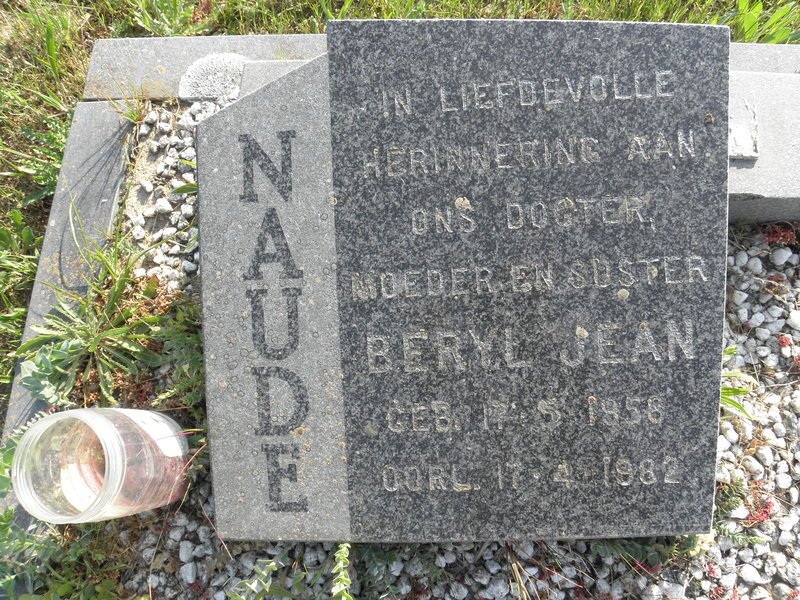 NAUDE
IN LIEFDEVOLLE
HERINNERING AAN
ONS DOGTER,
MOEDER EN SUSTER
BERYL JEAN
GEB. 17·5·1956
OORL. 17·4·1982